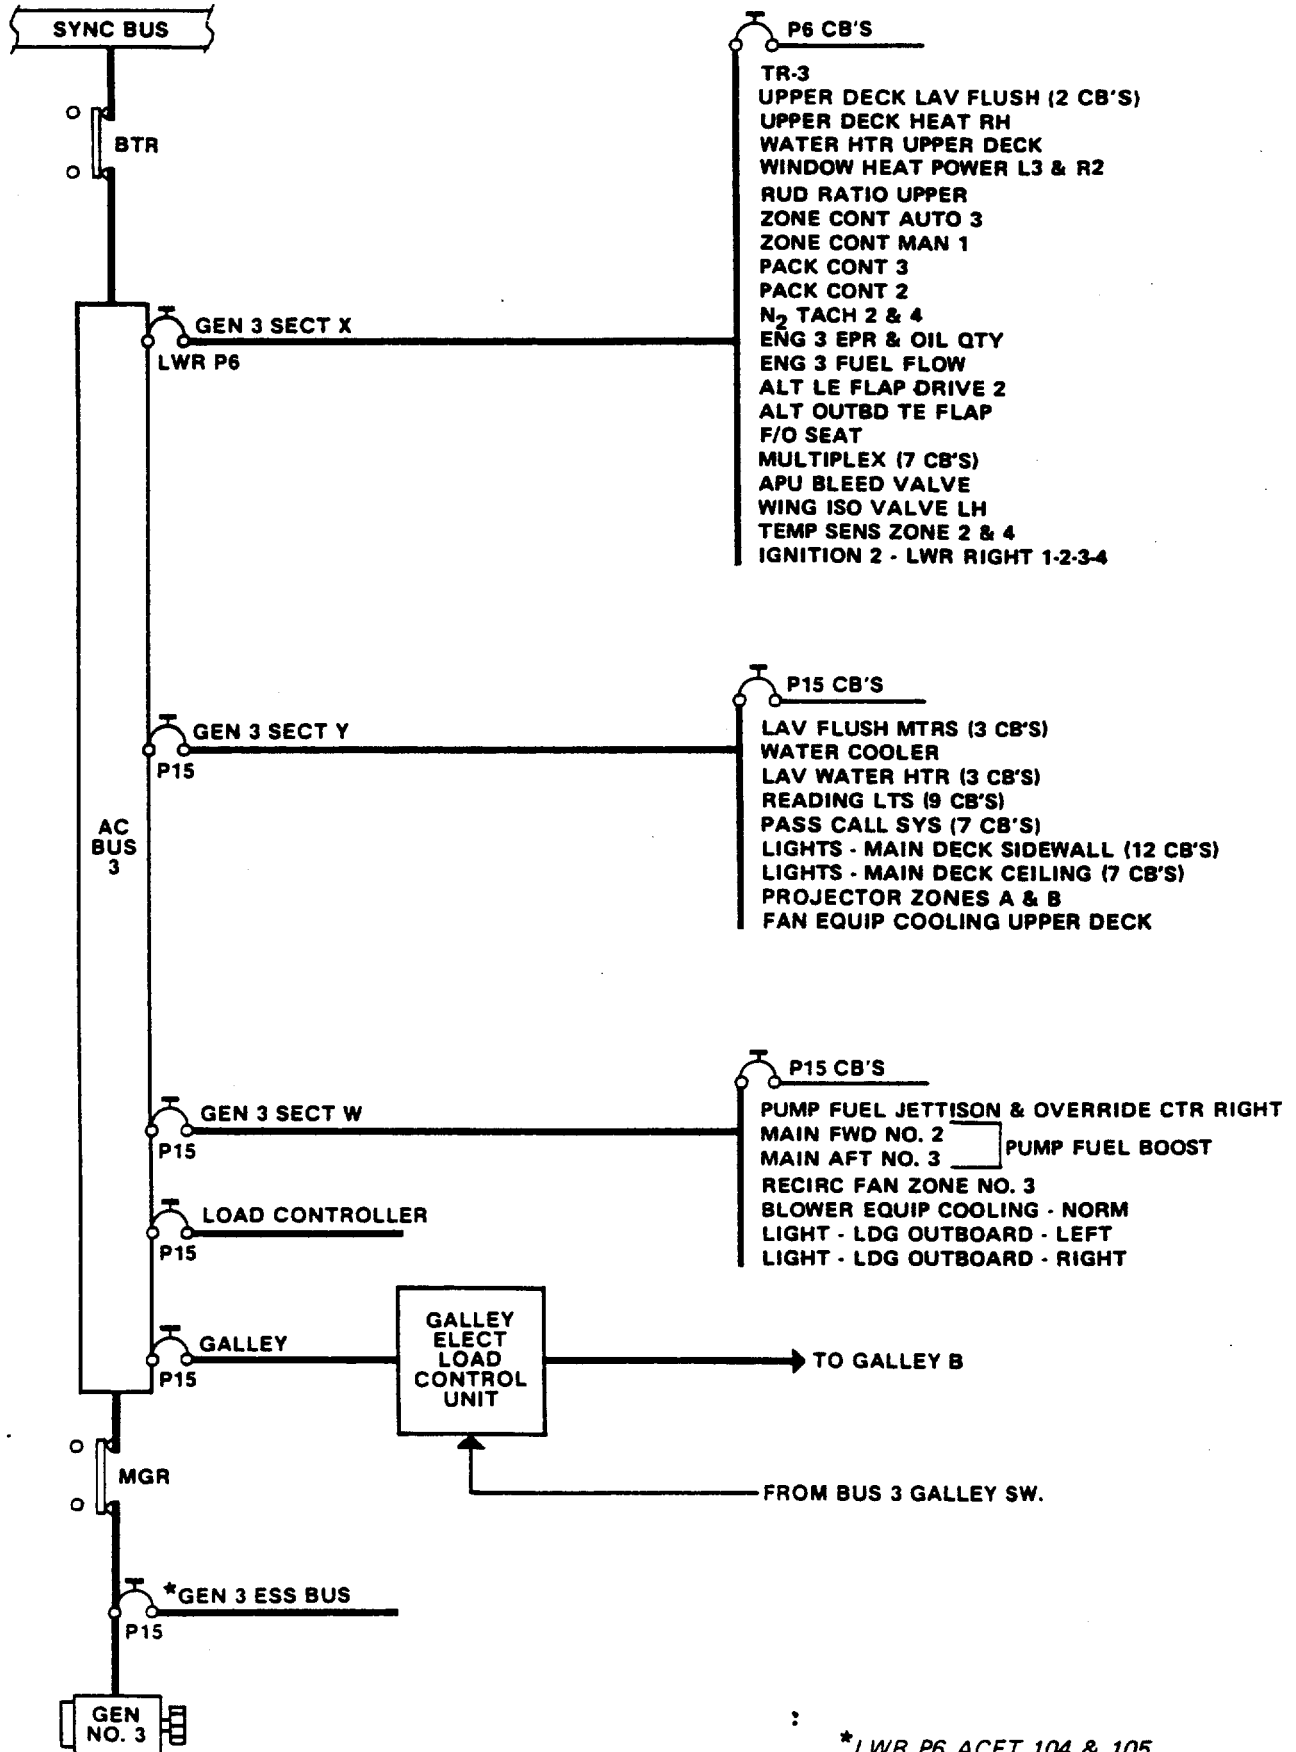 SYNC BUS
BTR
P6 CB'S
TR-3
UPPER DECK LAV FLUSH (2 CB'S)
UPPER DECK HEAT RH
WATER HTR UPPER DECK
WINDOW HEAT POWER L3 & R2
RUD RATIO UPPER
ZONE CONT AUTO 3
ZONE CONT MAN 1
PACK CONT 3
PACK CONT 2
N2 TACH 2 & 4
ENG 3 EPR & OIL QTY
ENG 3 FUEL FLOW
ALT LE FLAP DRIVE 2
ALT OUTBD TE FLAP
F/O SEAT
MULTIPLEX (7 CB'S)
APU BLEED VALVE
WING ISO VALVE LH
TEMP SENS ZONE 2 & 4
IGNITION 2 - LWR RIGHT 1-2-3-4
GEN 3 SECT X
LWR P6
GEN 3 SECT Y
P15
P15 CB'S
LAV FLUSH MTRS (3 CB'S)
WATER COOLER
LAV WATER HTR (3 CB'S)
READING LTS (9 CB'S)
PASS CALL SYS (7 CB'S)
LIGHTS - MAIN DECK SIDEWALL (12 CB'S)
LIGHTS - MAIN DECK CEILING (7 CB'S)
PROJECTOR ZONES A & B
FAN EQUIP COOLING UPPER DECK
AC
BUS
3
GEN 3 SECT W
P15
P15 CB'S
PUMP FUEL JETTISON & OVERRIDE CTR RIGHT
MAIN FWD NO. 2
MAIN AFT NO. 3
PUMP FUEL BOOST
RECIRC FAN ZONE NO. 3
BLOWER EQUIP COOLING - NORM
LIGHT - LDG OUTBOARD - LEFT
LIGHT - LDG OUTBOARD - RIGHT
LOAD CONTROLLER
P15
GALLEY
P15
GALLEY
ELECT
LOAD
CONTROL
UNIT
TO GALLEY B
FROM BUS 3 GALLEY SW.
MGR
*GEN 3 ESS BUS
P15
GEN
NO. 3
*LWR P6 ACFT 104 & 105